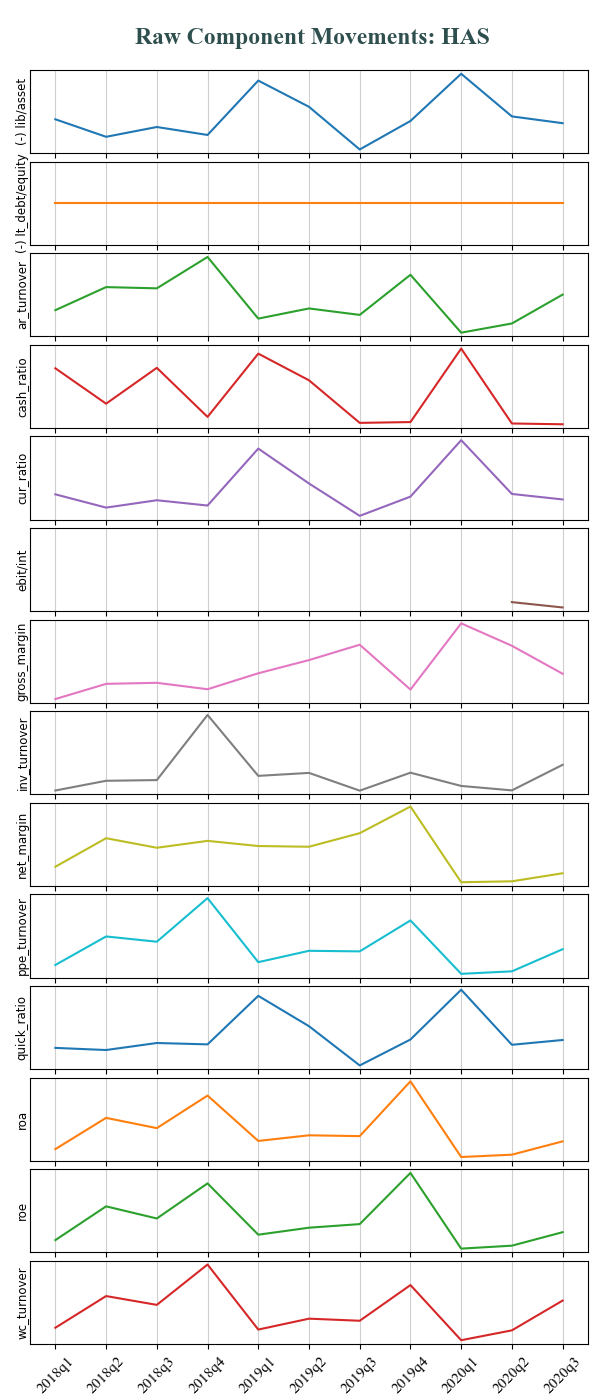 Raw Component Movements: HAS
(-) lib/asset
(-) lt_debt/equity
ar_turnover
cash_ratio
cur_ratio
ebit/int
gross_margin
inv_turnover
net_margin
ppe_turnover
quick_ratio
roa
roe
wc_turnover
2018q1 2018q2 2018q3 2018q4 2019q1 2019q2 2019q3 2019q4 2020q1 2020q2 2020q3